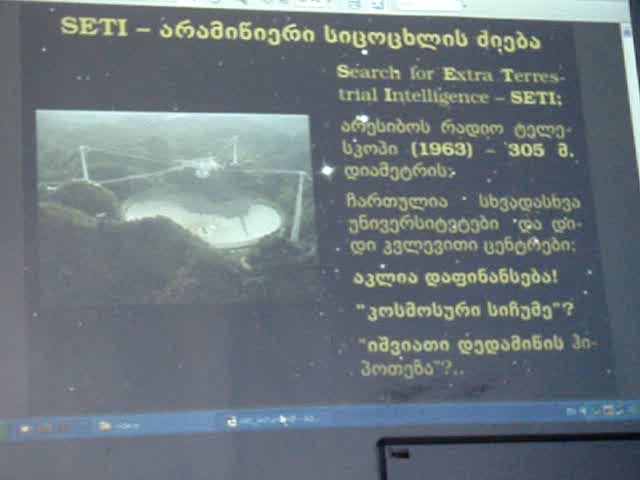 SETI – არამიწიერი სიცოცხლის ძიება
Search for Extra Terres-
trial Intelligence – SETI;
არესიბოს რადიო ტელე-
სკოპი (1963) – 305 მ.
დიამეტრის;
ჩართულია სხვადასხვა
უნივერსიტეტები და დი-
დი კვლევითი ცენტრები;
აკლია დაფინანსება!
“კოსმოსური სიჩუმე”?
“იშვიათი დედამიწის ჰი-
პოთეზა”?..